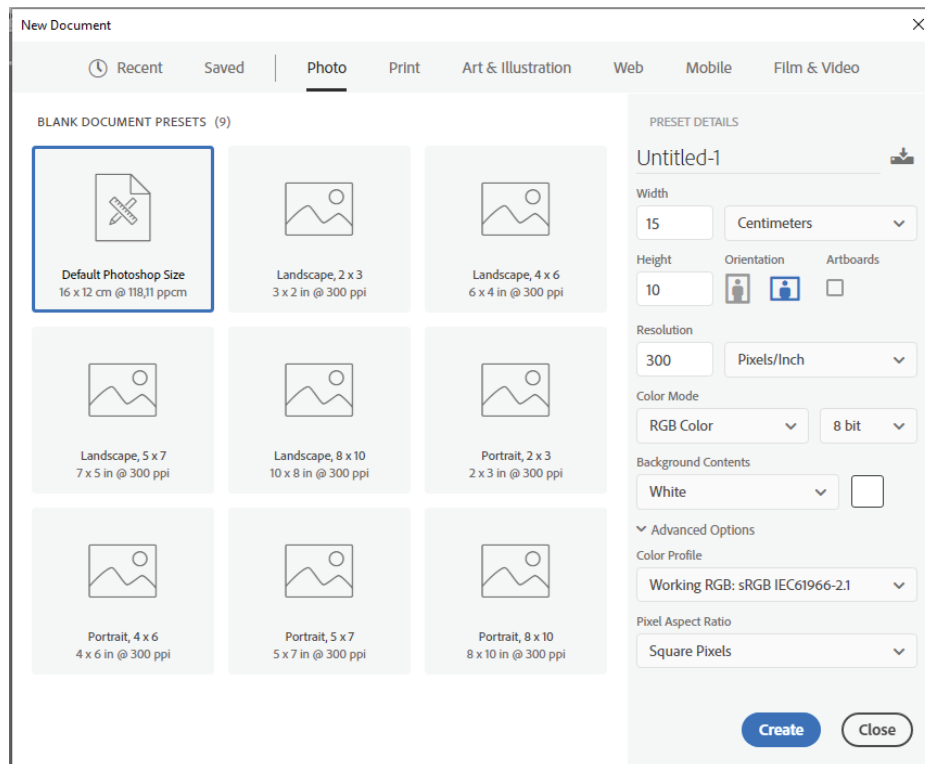 New Document
Recent Saved Photo Print Art & Illustration Web Mobile Film & Video
BLANK DOCUMENT PRESETS (9)
Default Photoshop Size
16 x 12 cm @ 118,11 ppcm
Landscape, 2 x 3
3 x 2 in @ 300 ppi
Landscape, 4 x 6
6 x 4 in @ 300 ppi
Landscape, 5 x 7
7 x 5 in @ 300 ppi
Landscape, 8 x 10
10 x 8 in @ 300 ppi
Portrait, 2 x 3
2 x 3 in @ 300 ppi
Portrait, 4 x 6
4 x 6 in @ 300 ppi
Portrait, 5 x 7
5 x 7 in @ 300 ppi
Portrait, 8 x 10
8 x 10 in @ 300 ppi
PRESET DETAILS
Untitled-1
Width
15 Centimeters
Height Orientation Artboards
10
Resolution
300 Pixels/Inch
Color Mode
RGB Color 8 bit
Background Contents
White
Advanced Options
Color Profile
Working RGB: sRGB IEC61966-2.1
Pixel Aspect Ratio
Square Pixels
Create Close